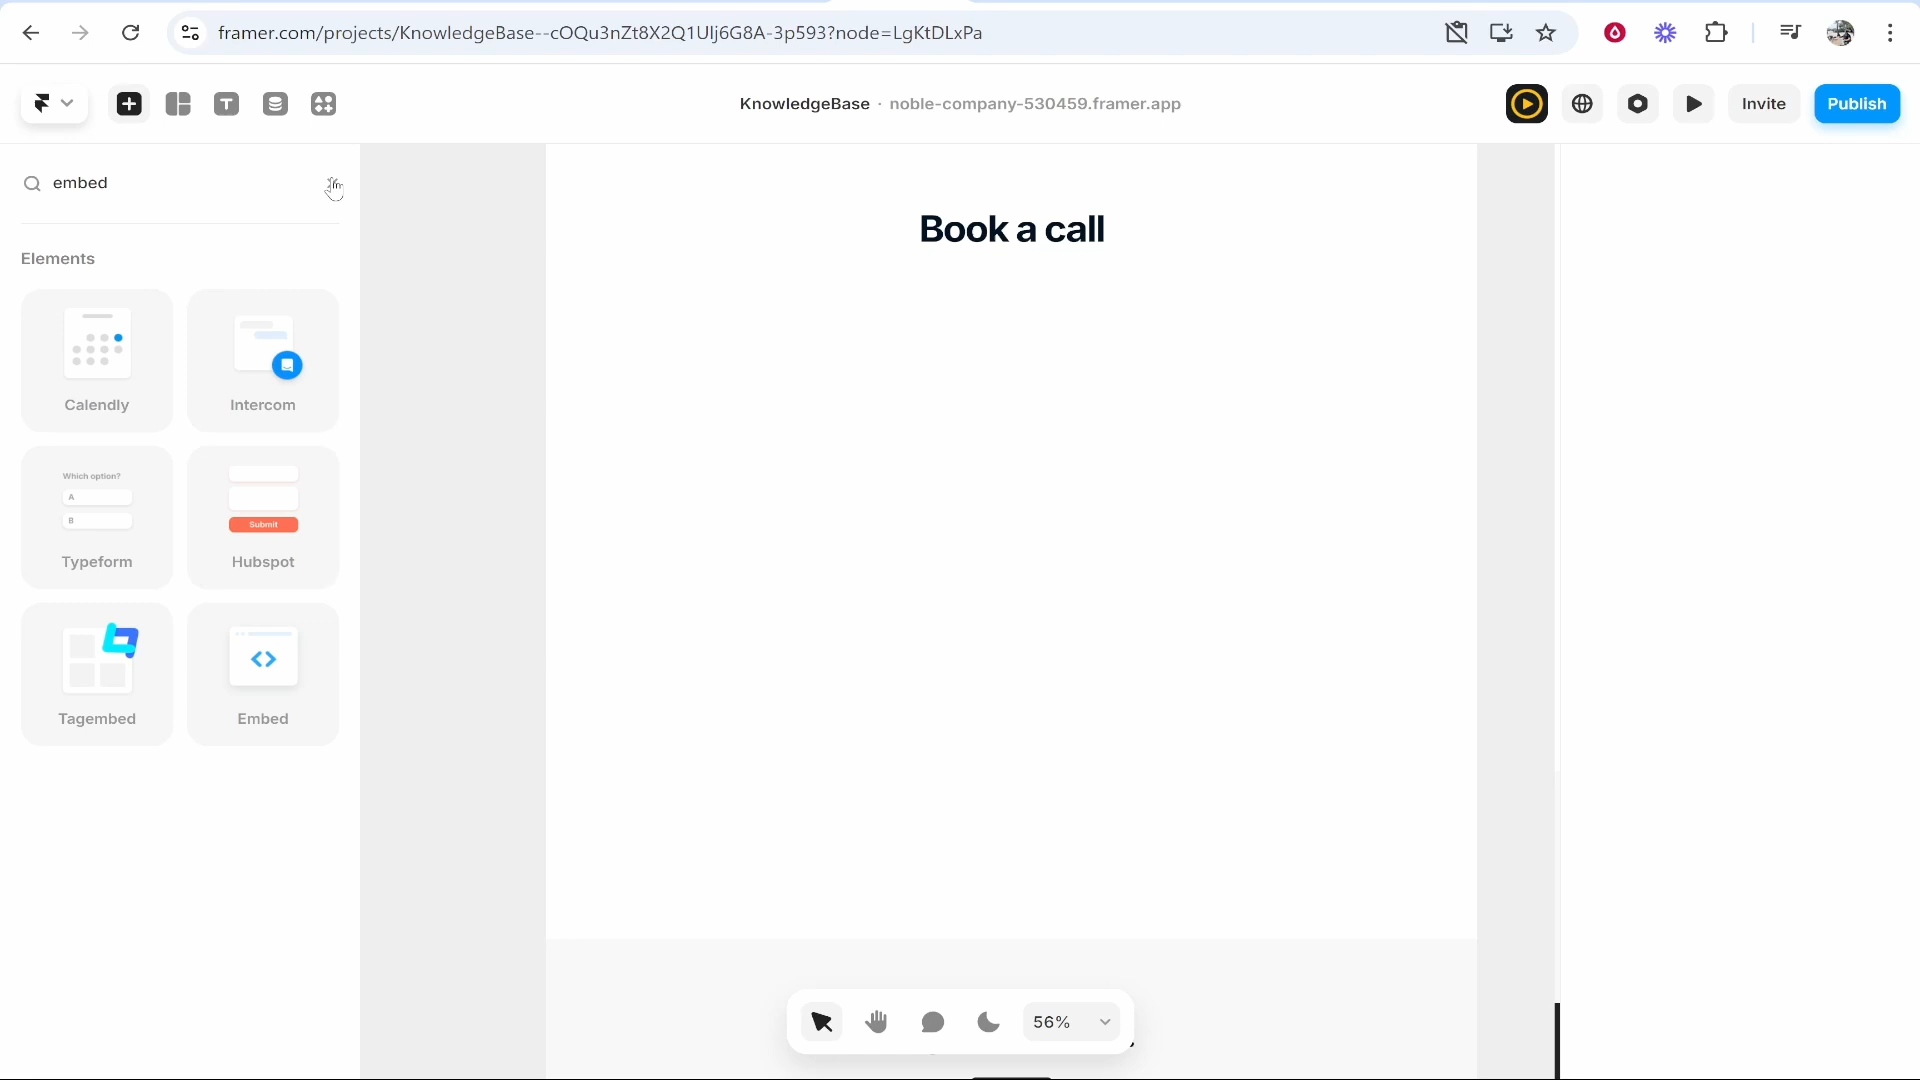 framer.com/projects/KnowledgeBase--cOQu3nZt8X2Q1UIj6G8A-3p593?node=LgKtDLxPa
KnowledgeBase · noble-company-530459.framer.app
Invite
Publish
embed
Book a call
Elements
Calendly
Intercom
Which option?
A
B
Submit
Typeform
Hubspot
Tagembed
Embed
56%